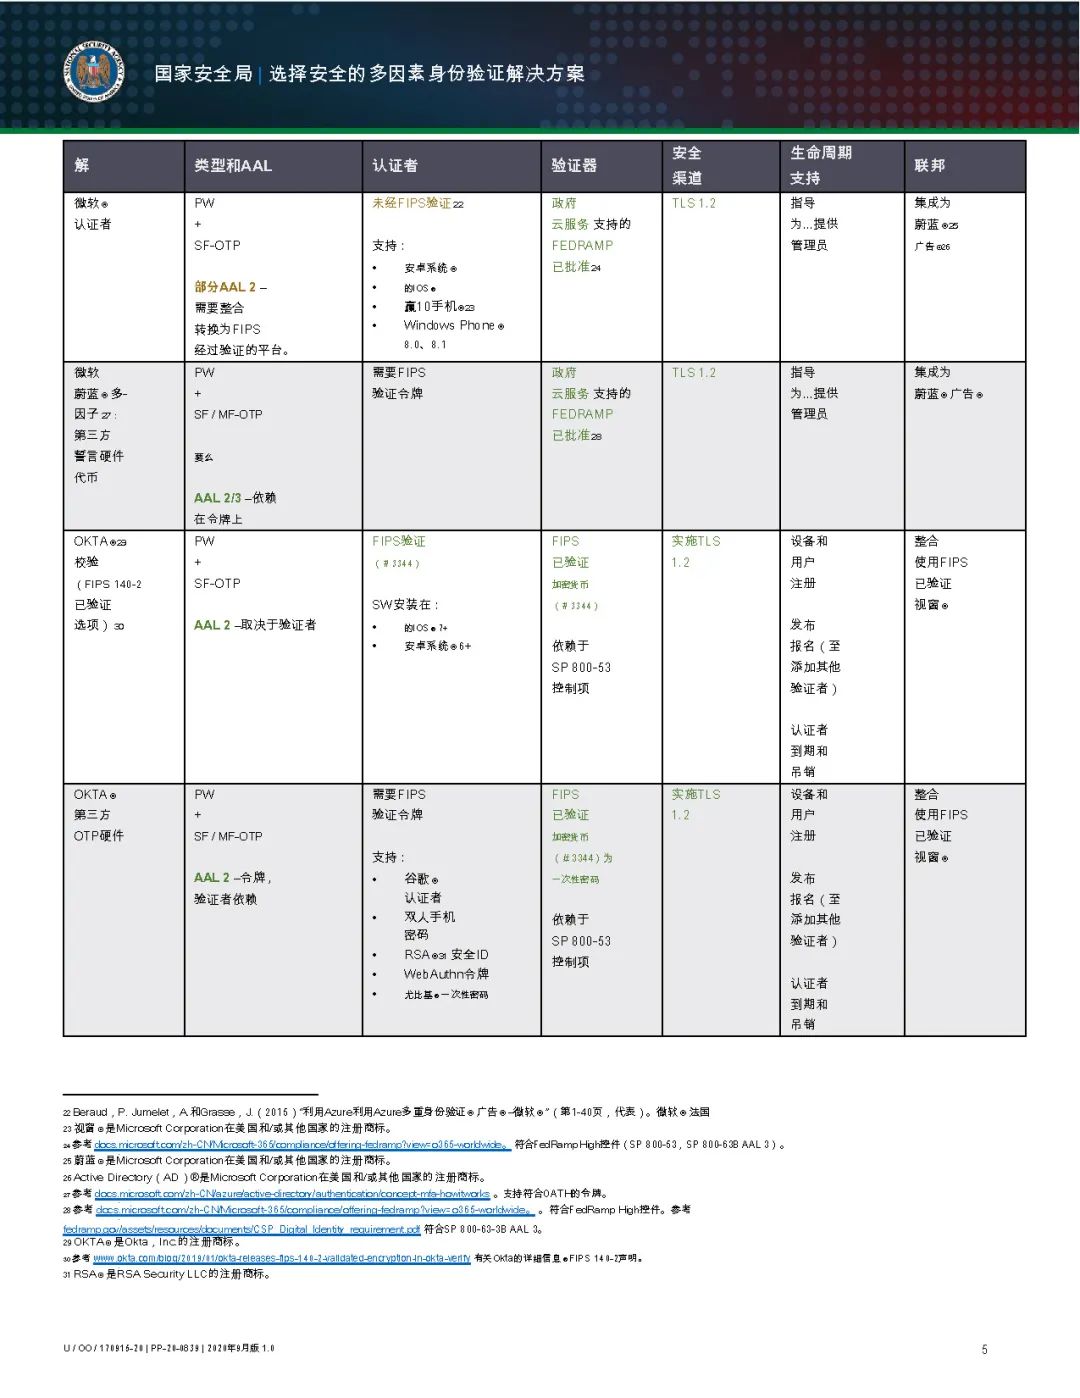 国家安全局 | 选择安全的多因素身份验证解决方案
解
类型和AAL
认证者
验证器
安全
渠道
生命周期
支持
联邦
微软®
认证者
PW
+
SF-OTP
部分AAL 2 –
需要整合
转换为FIPS
经过验证的平台。
未经FIPS验证22
支持：
• 安卓系统®
• 的IOS®
• 赢10手机®23
• Windows Phone®
8.0、8.1
政府
云服务 支持的
FEDRAMP
已批准24
TLS 1.2
指导
为...提供
管理员
集成为
蔚蓝®25
广告®26
微软
蔚蓝®多-
因子27：
第三方
誓言硬件
代币
PW
+
SF / MF-OTP
要么
AAL 2/3 –依赖
在令牌上
需要FIPS
验证令牌
政府
云服务 支持的
FEDRAMP
已批准28
TLS 1.2
指导
为...提供
管理员
集成为
蔚蓝®广告®
OKTA®29
校验
（FIPS 140-2
已验证
选项）30
PW
+
SF-OTP
AAL 2 –取决于验证者
FIPS验证
（＃3344）
SW安装在：
• 的IOS® 7+
• 安卓系统® 6+
FIPS
已验证
加密货币
（＃3344）
依赖于
SP 800-53
控制项
实施TLS
1.2
设备和
用户
注册
发布
报名（至
添加其他
验证者）
认证者
到期和
吊销
整合
使用FIPS
已验证
视窗®
OKTA®
第三方
OTP硬件
PW
+
SF / MF-OTP
AAL 2 –令牌，
验证者依赖
需要FIPS
验证令牌
支持：
• 谷歌®
认证者
• 双人手机
密码
• RSA®31 安全ID
• WebAuthn令牌
• 尤比基®一次性密码
FIPS
已验证
加密货币
（＃3344）为
一次性密码
依赖于
SP 800-53
控制项
实施TLS
1.2
设备和
用户
注册
发布
报名（至
添加其他
验证者）
认证者
到期和
吊销
整合
使用FIPS
已验证
视窗®
22 Beraud，P. Jumelet，A.和Grasse，J.（2015）“利用Azure利用Azure多重身份验证®广告®–微软®”（第1-40页，代表）。微软®法国
23 视窗®是Microsoft Corporation在美国和/或其他国家的注册商标。
24 参考 docs.microsoft.com/zh-CN/Microsoft-365/compliance/offering-fedramp?view=o365-worldwide。 符合FedRamp High控件（SP 800-53，SP 800-63B AAL 3）。
25 蔚蓝®是Microsoft Corporation在美国和/或其他国家的注册商标。
26 Active Directory（AD）®是Microsoft Corporation在美国和/或其他国家的注册商标。
27 参考 docs.microsoft.com/zh-CN/azure/active-directory/authentication/concept-mfa-howitworks 。支持符合OATH的令牌。
28 参考 docs.microsoft.com/zh-CN/Microsoft-365/compliance/offering-fedramp?view=o365-worldwide。 。符合FedRamp High控件。参考
fedramp.gov/assets/resources/documents/CSP_Digital_Identity_requirement.pdf 符合SP 800-63-3B AAL 3。
29 OKTA®是Okta，Inc.的注册商标。
30 参考 www.okta.com/blog/2019/01/okta-releases-fips-140-2-validated-encryption-in-okta-verify 有关Okta的详细信息®FIPS 140-2声明。
31 RSA®是RSA Security LLC的注册商标。
U / OO / 170915-20 | PP-20-0839 | 2020年9月版1.0
5